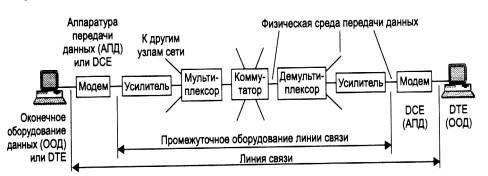 Аппаратура
передачи
данных (АПД)
или DCE
К другим
узлам сети
Физическая среда передачи данных
Модем
Усилитель
Мульти-
плексор
Комму-
татор
Демульти-
плексор
Усилитель
Модем
Оконечное
оборудование
данных (ООД)
или DTE
DCE
(АПД)
DTE
(ООД)
Промежуточное оборудование линии связи
Линия связи